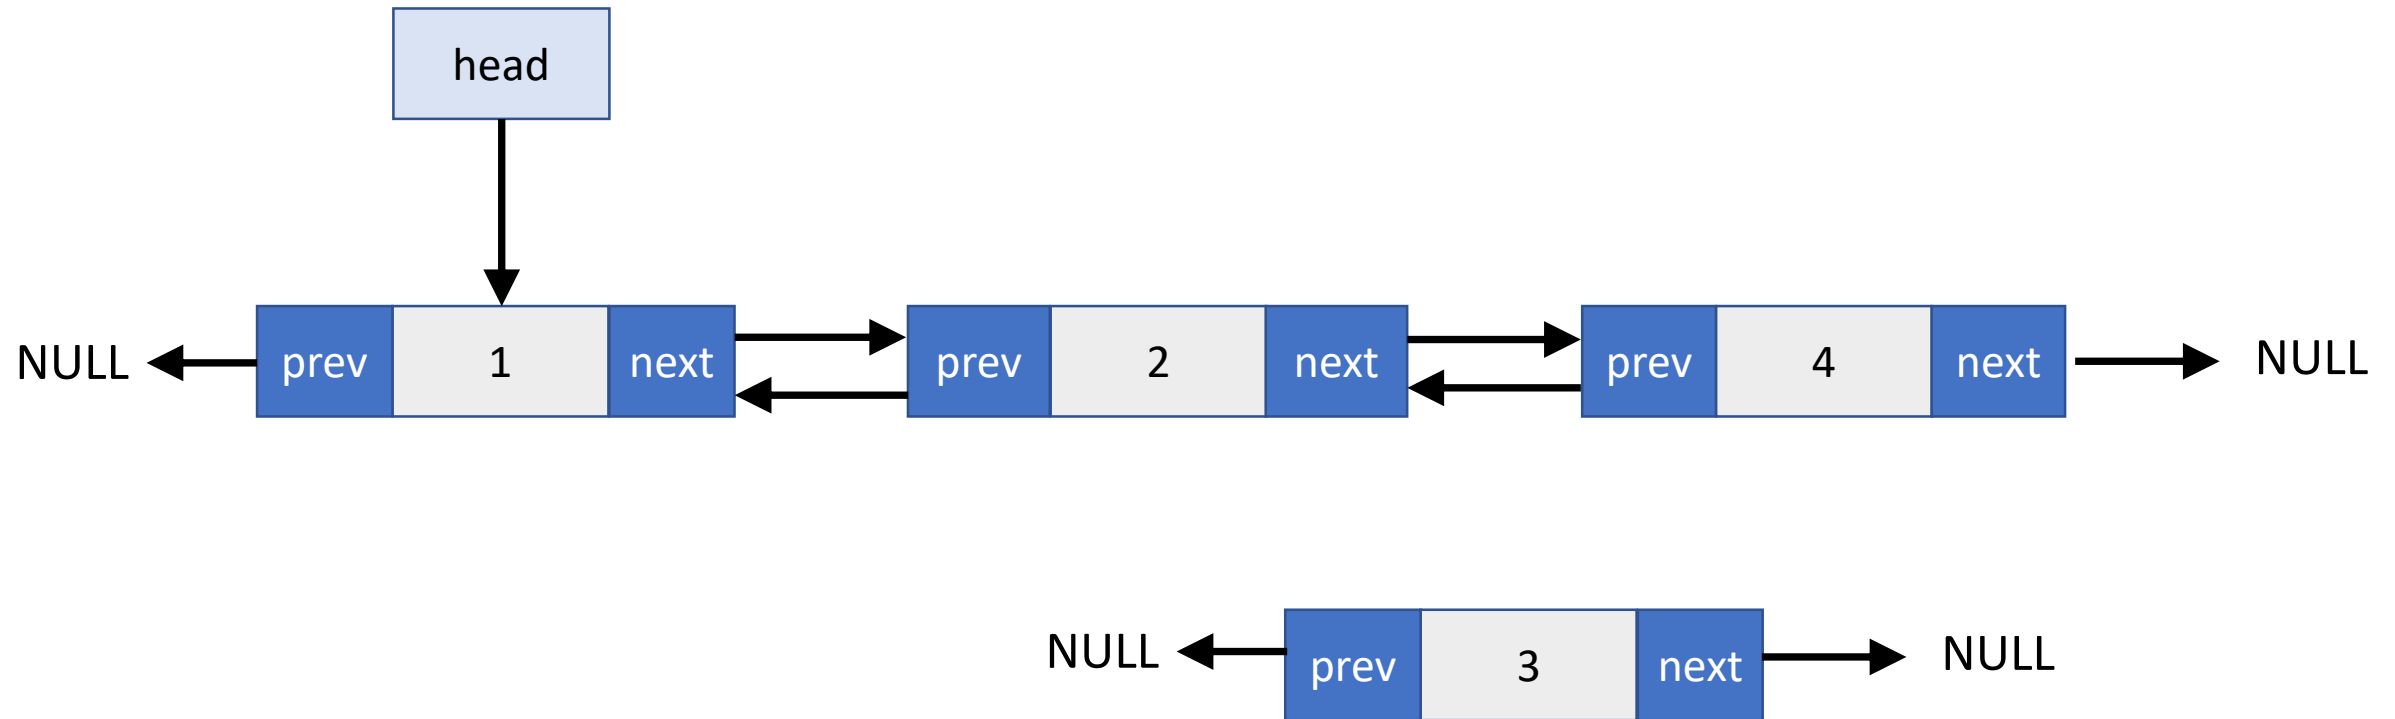 head
NULL prev 1 next prev 2 next prev 4 next NULL
NULL prev 3 next NULL